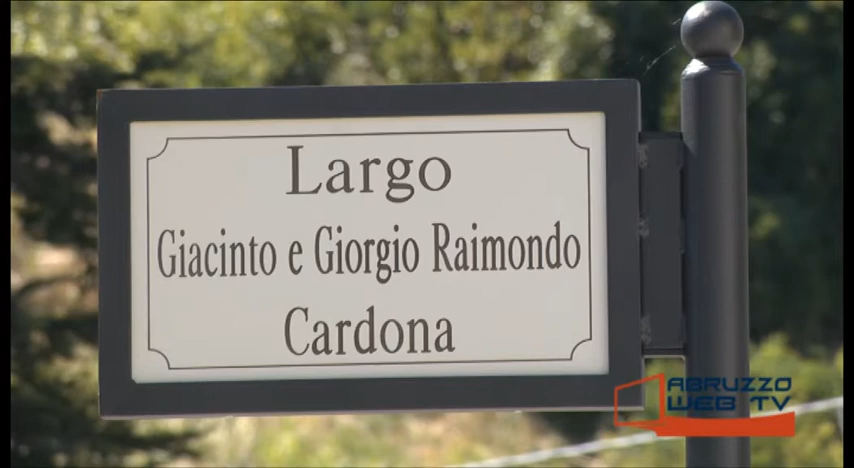 Largo
Giacinto e Giorgio Raimondo
Cardona
ABRUZZO
WEB TV